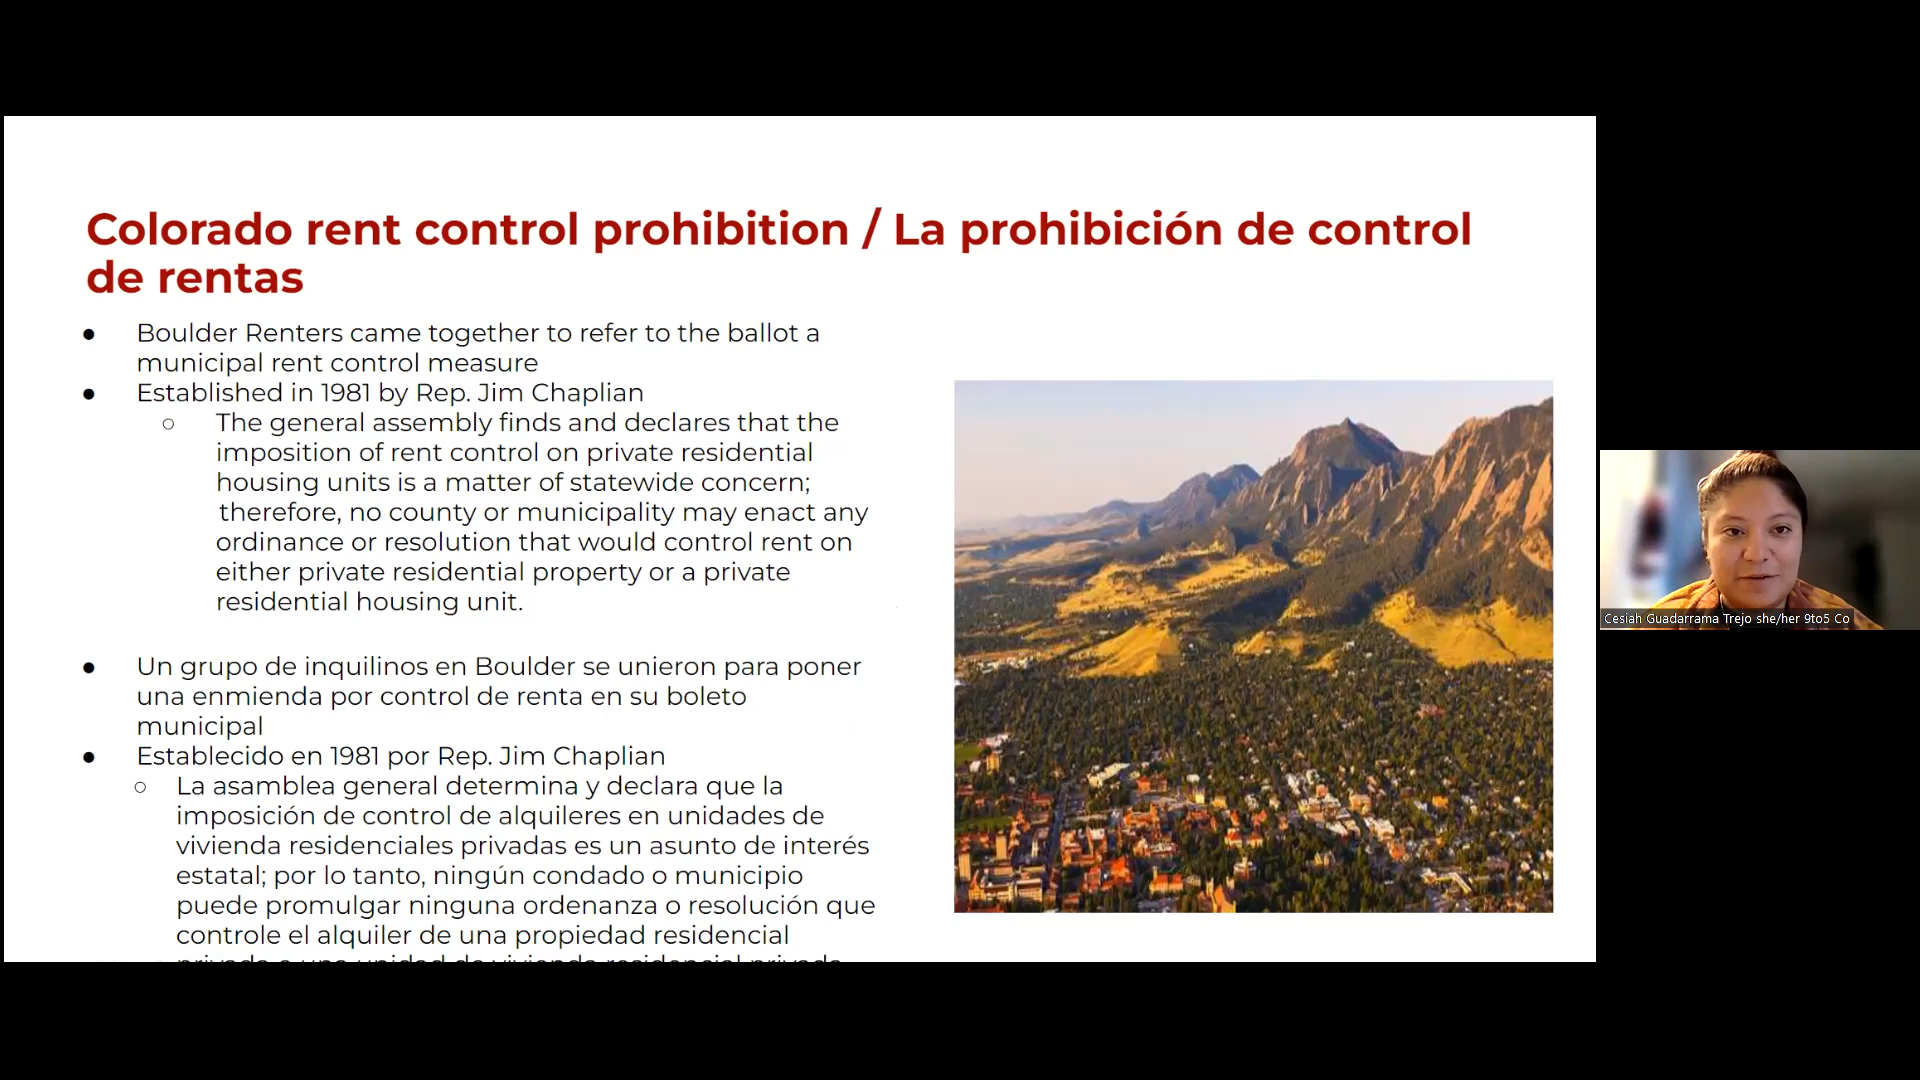 Colorado rent control prohibition / La prohibición de control
de rentas
● Boulder Renters came together to refer to the ballot a
municipal rent control measure
● Established in 1981 by Rep. Jim Chaplian
○ The general assembly finds and declares that the
imposition of rent control on private residential
housing units is a matter of statewide concern;
therefore, no county or municipality may enact any
ordinance or resolution that would control rent on
either private residential property or a private
residential housing unit.
● Un grupo de inquilinos en Boulder se unieron para poner
una enmienda por control de renta en su boleto
municipal
● Establecido en 1981 por Rep. Jim Chaplian
○ La asamblea general determina y declara que la
imposición de control de alquileres en unidades de
vivienda residenciales privadas es un asunto de interés
estatal; por lo tanto, ningún condado o municipio
puede promulgar ninguna ordenanza o resolución que
controle el alquiler de una propiedad residencial
privada o una unidad de vivienda residencial privada
Cesiah Guadarrama Trejo she/her 9to5 Co